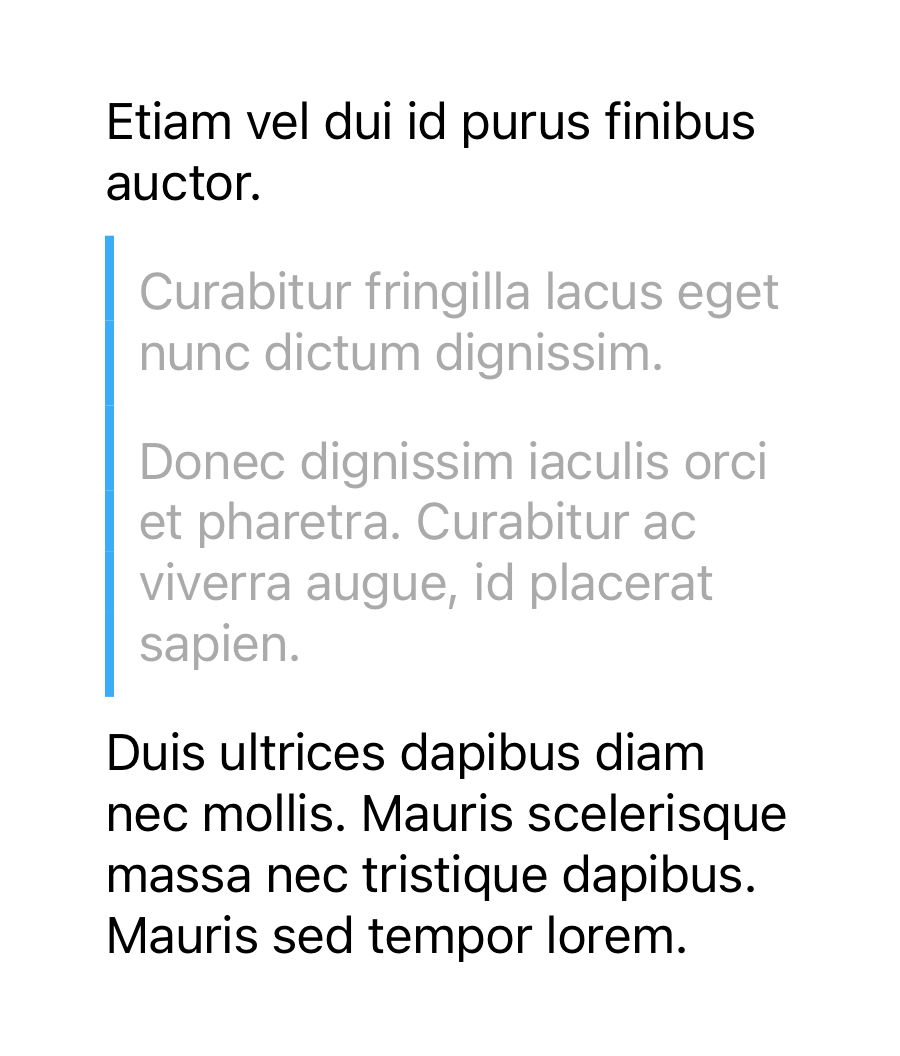 Etiam vel dui id purus finibus
auctor.
Curabitur fringilla lacus eget
nunc dictum dignissim.
Donec dignissim iaculis orci
et pharetra. Curabitur ac
viverra augue, id placerat
sapien.
Duis ultrices dapibus diam
nec mollis. Mauris scelerisque
massa nec tristique dapibus.
Mauris sed tempor lorem.